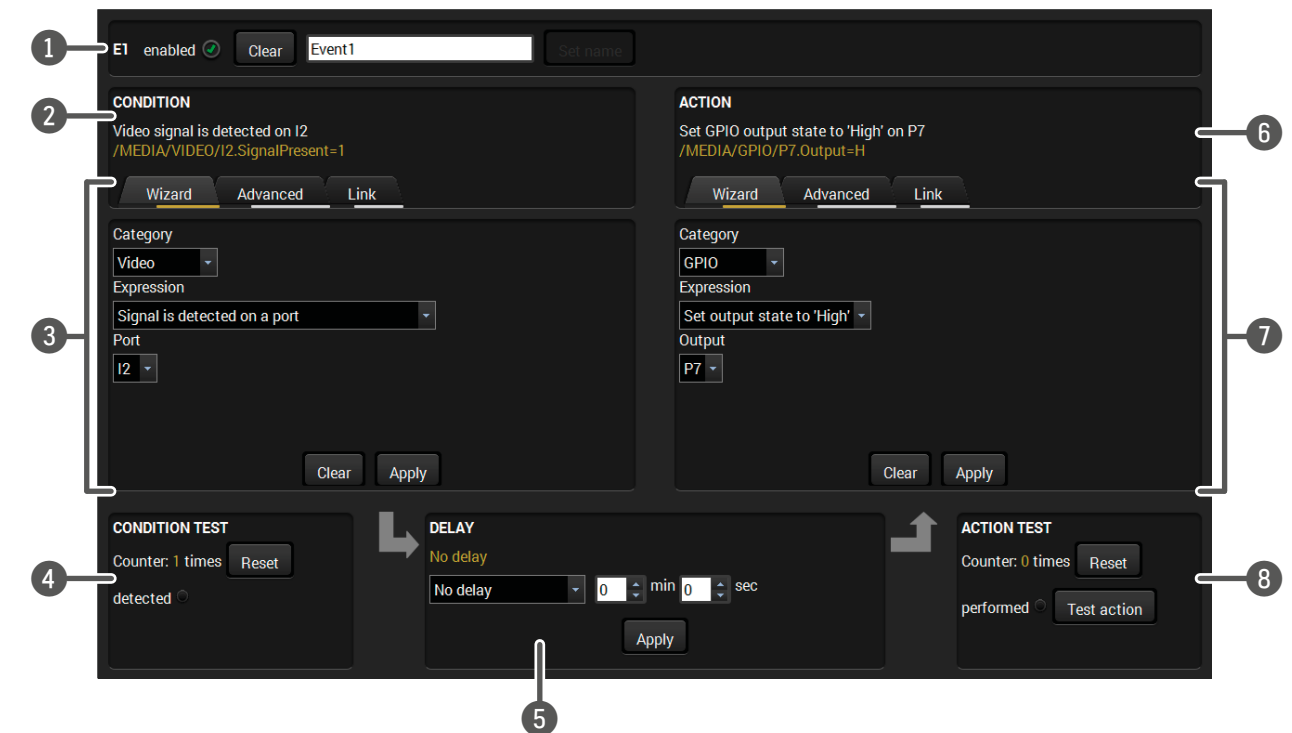 1
E1 enabled Clear Event1 Set name
2
CONDITION
Video signal is detected on I2
/MEDIA/VIDEO/I2.SignalPresent=1
Wizard Advanced Link
3
Category
Video
Expression
Signal is detected on a port
Port
I2
Clear Apply
ACTION
Set GPIO output state to 'High' on P7
/MEDIA/GPIO/P7.Output=H
6
Wizard Advanced Link
Category
GPIO
Expression
Set output state to 'High'
Output
P7
7
Clear Apply
CONDITION TEST
Counter: 1 times Reset
4
detected
DELAY
No delay
No delay 0 min 0 sec
Apply
5
ACTION TEST
Counter: 0 times Reset
8
performed Test action